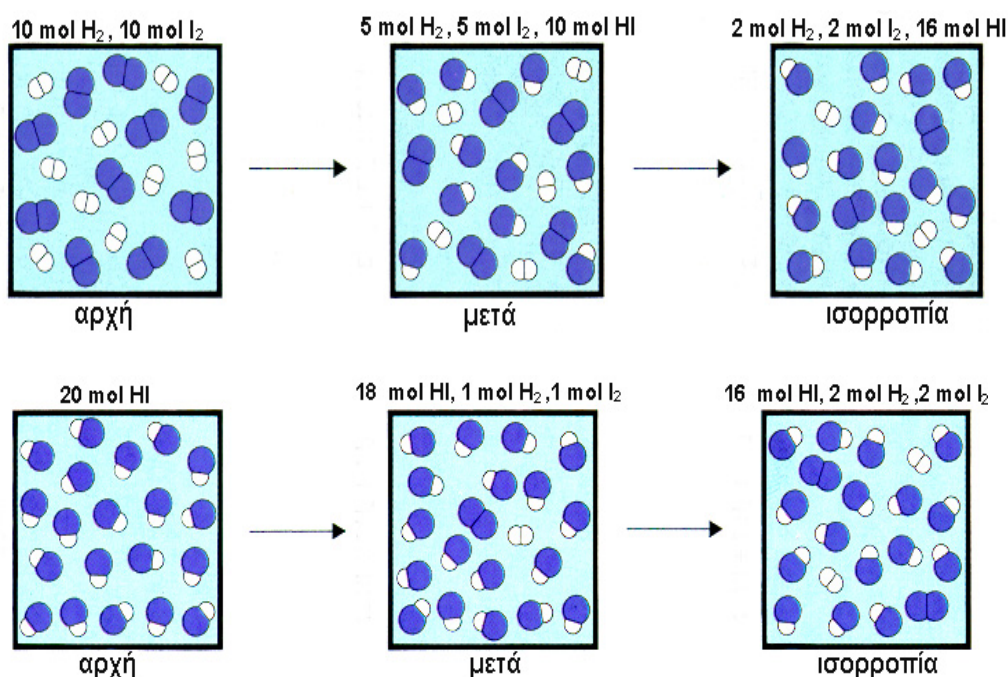 10 mol H₂, 10 mol I₂
5 mol H₂, 5 mol I₂, 10 mol HI
2 mol H₂, 2 mol I₂, 16 mol HI
αρχή
μετά
ισορροπία
20 mol HI
18 mol HI, 1 mol H₂, 1 mol I₂
16 mol HI, 2 mol H₂, 2 mol I₂
αρχή
μετά
ισορροπία